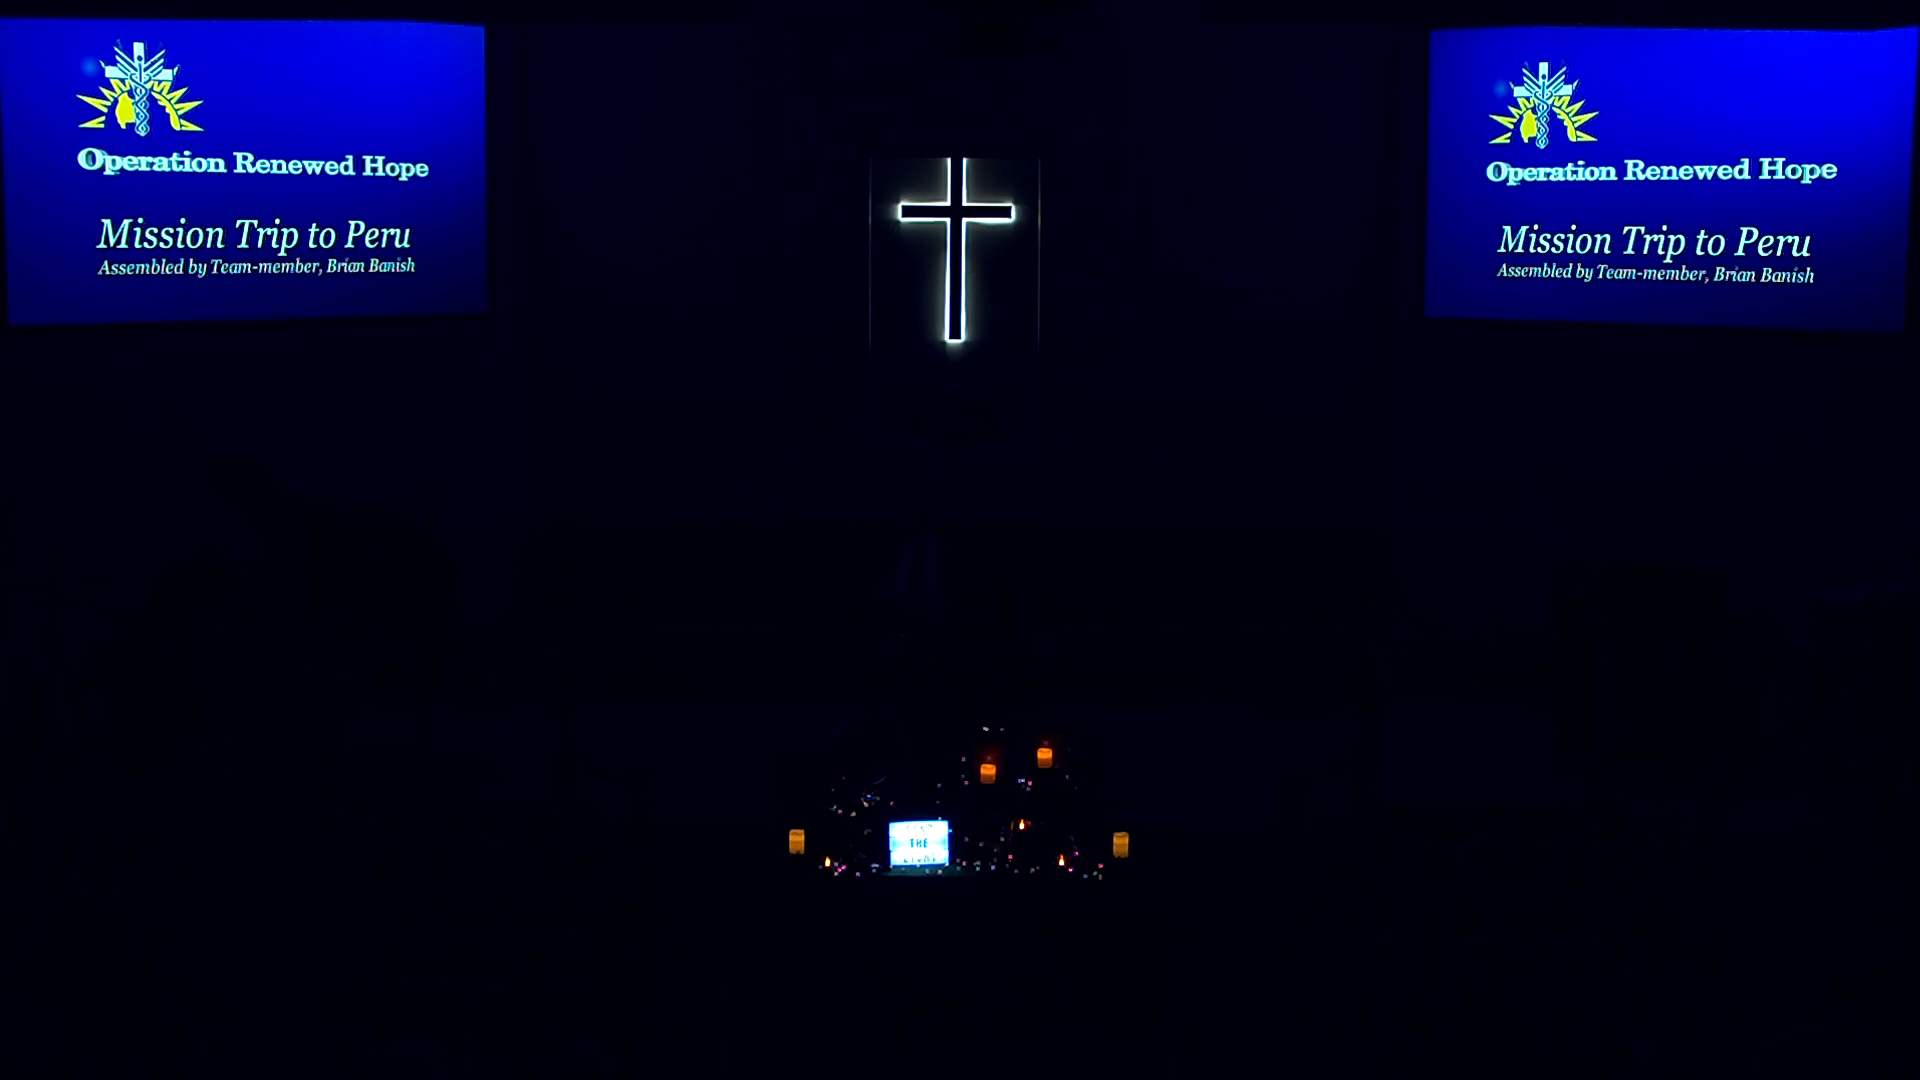 Operation Renewed Hope
Mission Trip to Peru
Assembled by Team-member, Brian Banish
Operation Renewed Hope
Mission Trip to Peru
Assembled by Team-member, Brian Banish
THE